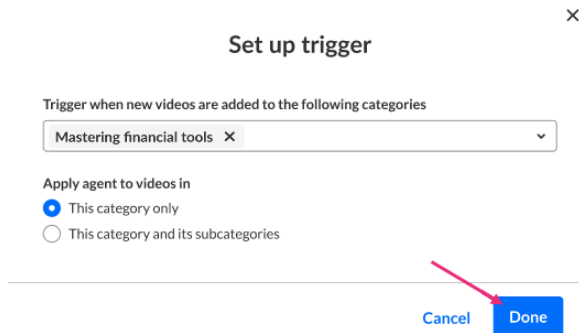 Set up trigger
Trigger when new videos are added to the following categories
Mastering financial tools
Apply agent to videos in
This category only
This category and its subcategories
Cancel
Done